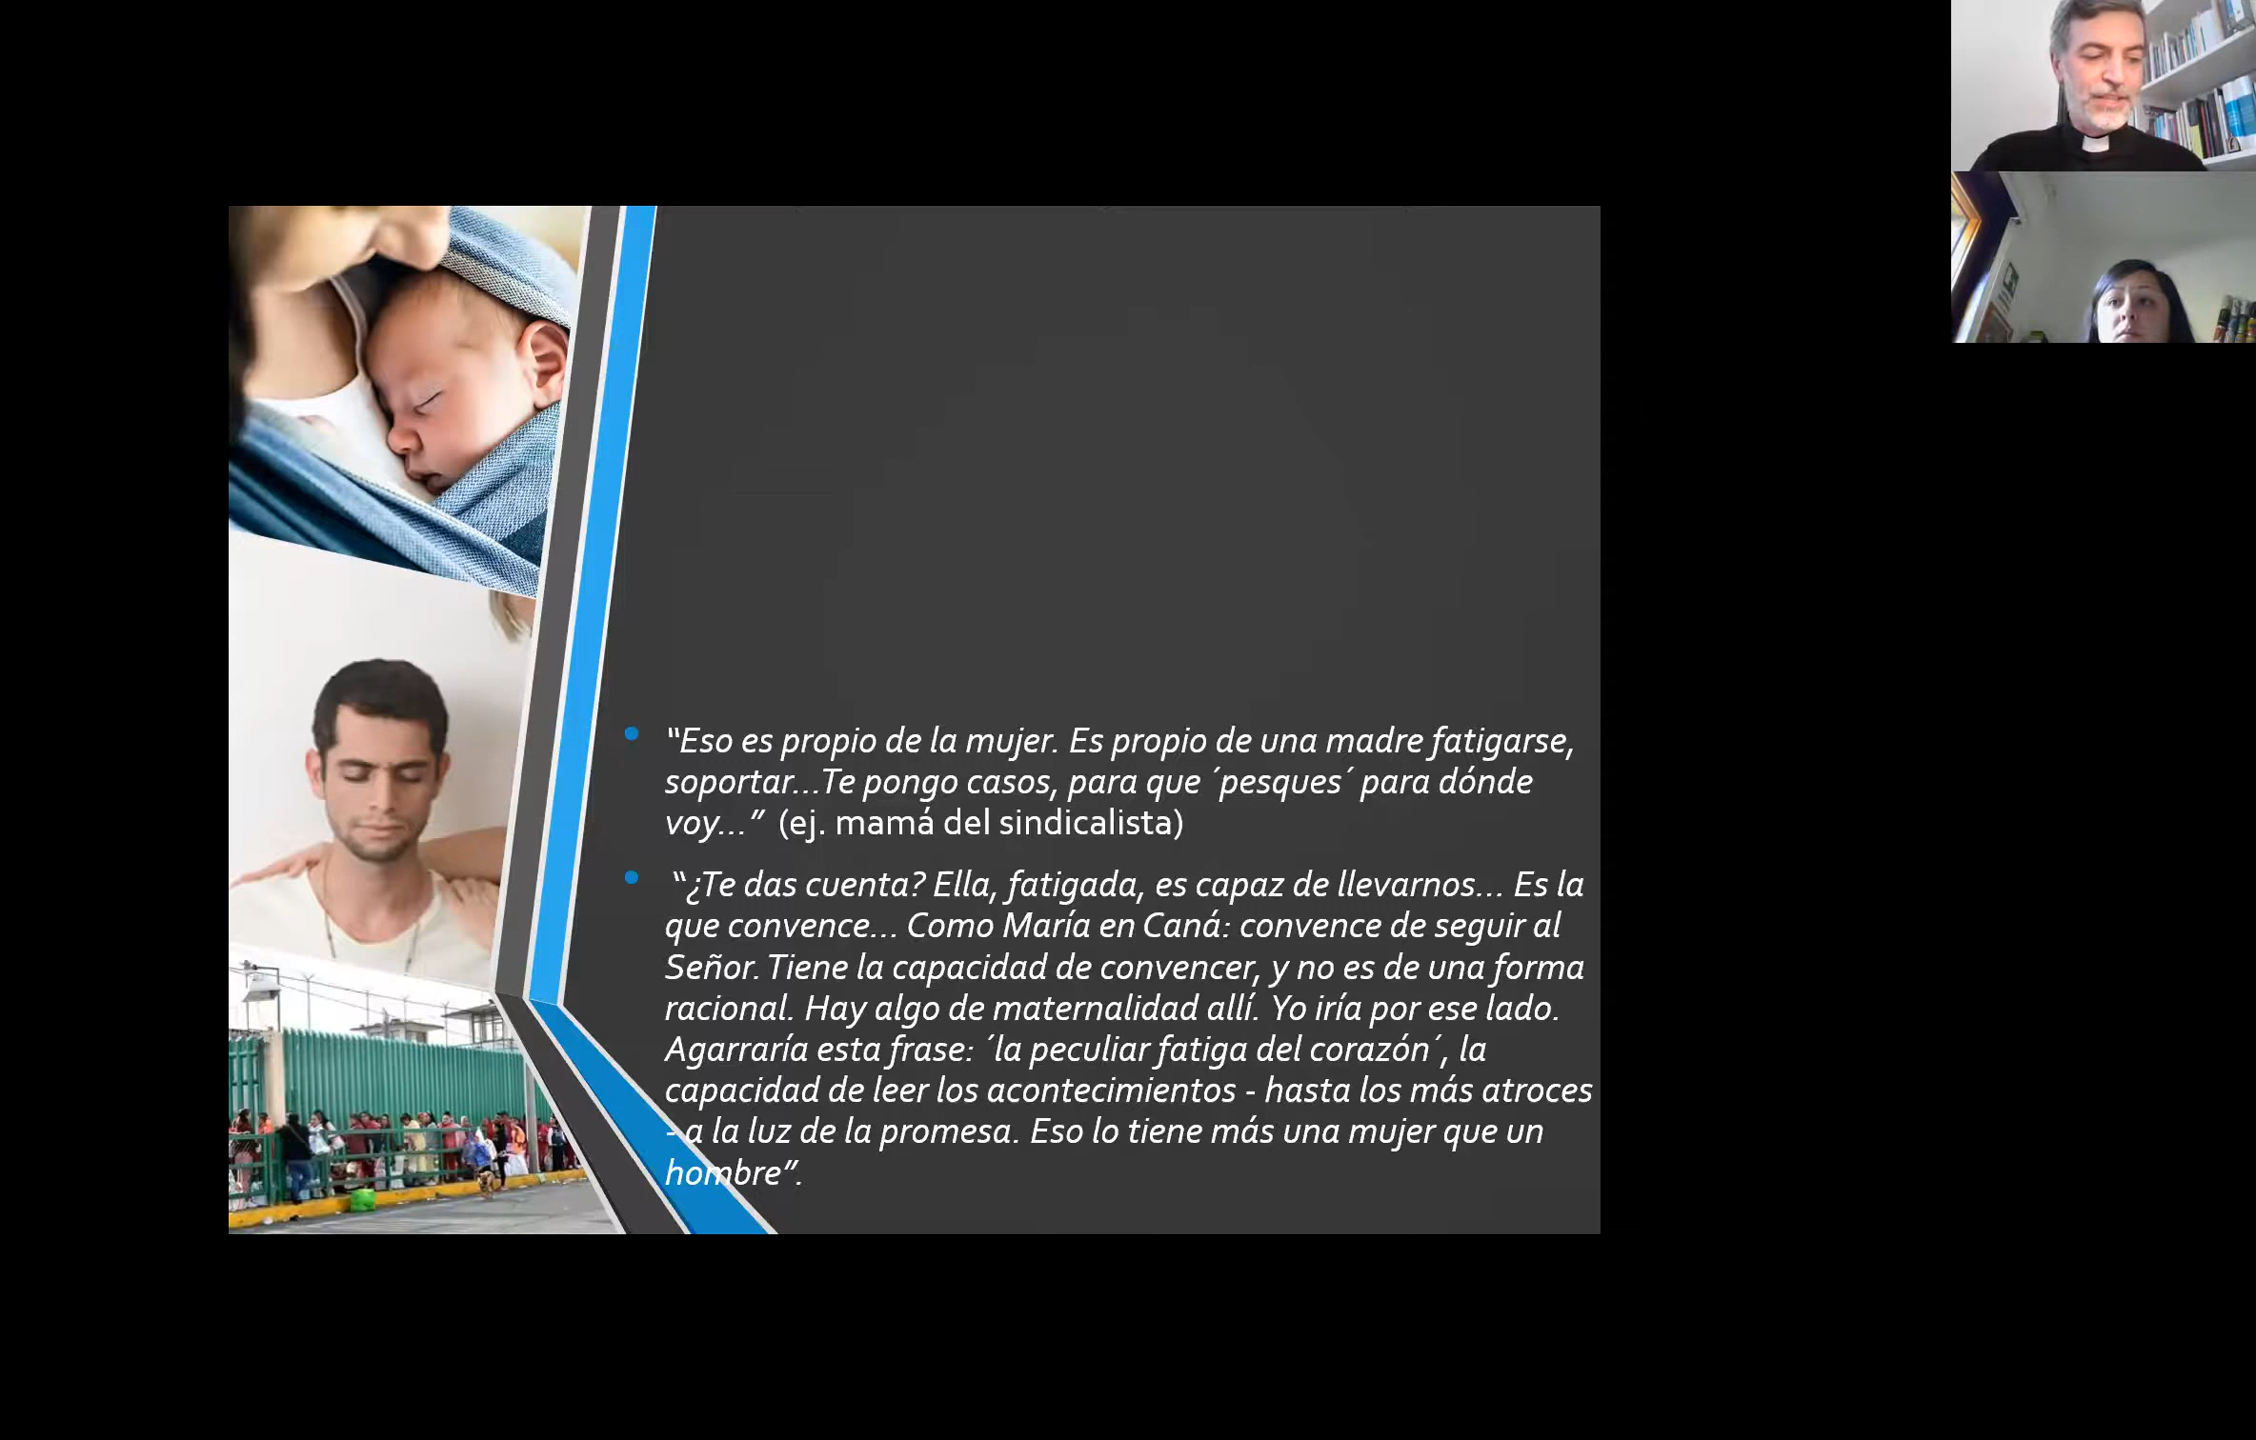 “Eso es propio de la mujer. Es propio de una madre fatigarse,
soportar...Te pongo casos, para que ´pesques´ para dónde
voy...” (ej. mamá del sindicalista)
“¿Te das cuenta? Ella, fatigada, es capaz de llevarnos... Es la
que convence... Como María en Caná: convence de seguir al
Señor. Tiene la capacidad de convencer, y no es de una forma
racional. Hay algo de maternalidad allí. Yo iría por ese lado.
Agarraría esta frase: ´la peculiar fatiga del corazón´, la
capacidad de leer los acontecimientos - hasta los más atroces
- a la luz de la promesa. Eso lo tiene más una mujer que un
hombre”.